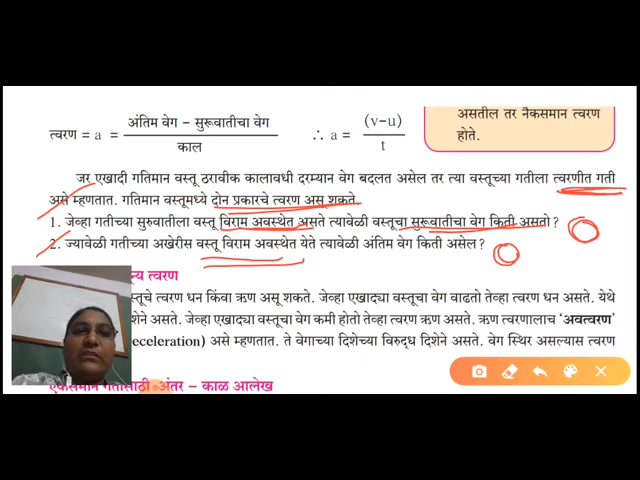 असतील तर नैकसमान त्वरण
होते.
त्वरण = a = अंतिम वेग – सुरूवातीचा वेग / काल ∴ a = (v–u) / t
जर एखादी गतिमान वस्तू ठरावीक कालावधी दरम्यान वेग बदलत असेल तर त्या वस्तूच्या गतीला त्वरणीत गती
असे म्हणतात. गतिमान वस्तूमध्ये दोन प्रकारचे त्वरण असू शकते.
1. जेव्हा गतीच्या सुरुवातीला वस्तू विराम अवस्थेत असते त्यावेळी वस्तूचा सुरूवातीचा वेग किती असतो ?
2. ज्यावेळी गतीच्या अखेरीस वस्तू विराम अवस्थेत येते त्यावेळी अंतिम वेग किती असेल ?
त्वरण
वस्तूचे त्वरण धन किंवा ऋण असू शकते. जेव्हा एखाद्या वस्तूचा वेग वाढतो तेव्हा त्वरण धन असते. येथे
असते. जेव्हा एखाद्या वस्तूचा वेग कमी होतो तेव्हा त्वरण ऋण असते. ऋण त्वरणालाच ‘अवत्वरण’
eceleration) असे म्हणतात. ते वेगाच्या दिशेच्या विरुद्ध दिशेने असते. वेग स्थिर असल्यास त्वरण
एकसमान गतीसाठी अंतर – काळ आलेख